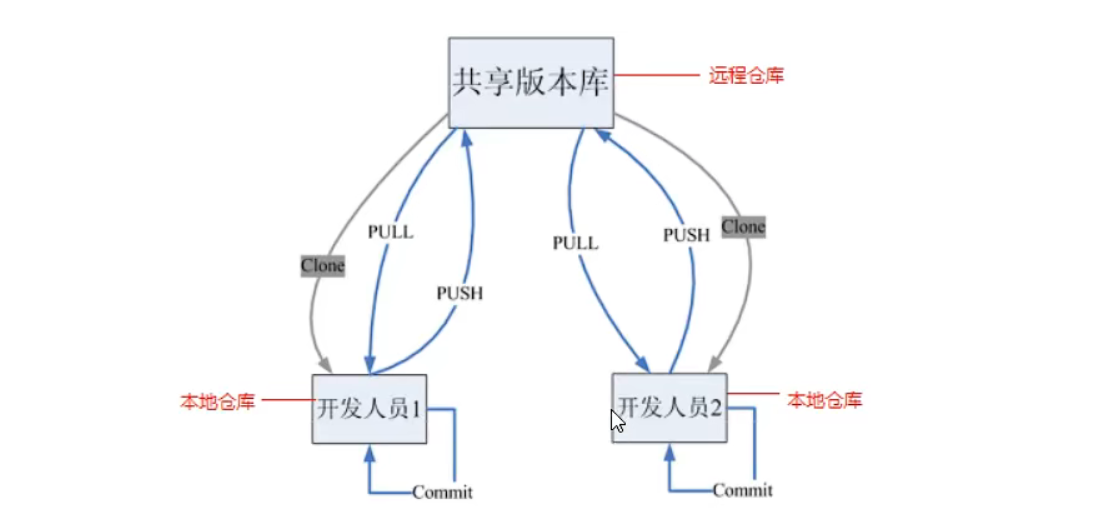 共享版本库
远程仓库
PULL
PULL
PUSH
Clone
Clone
PUSH
本地仓库
开发人员1
开发人员2
本地仓库
Commit
Commit